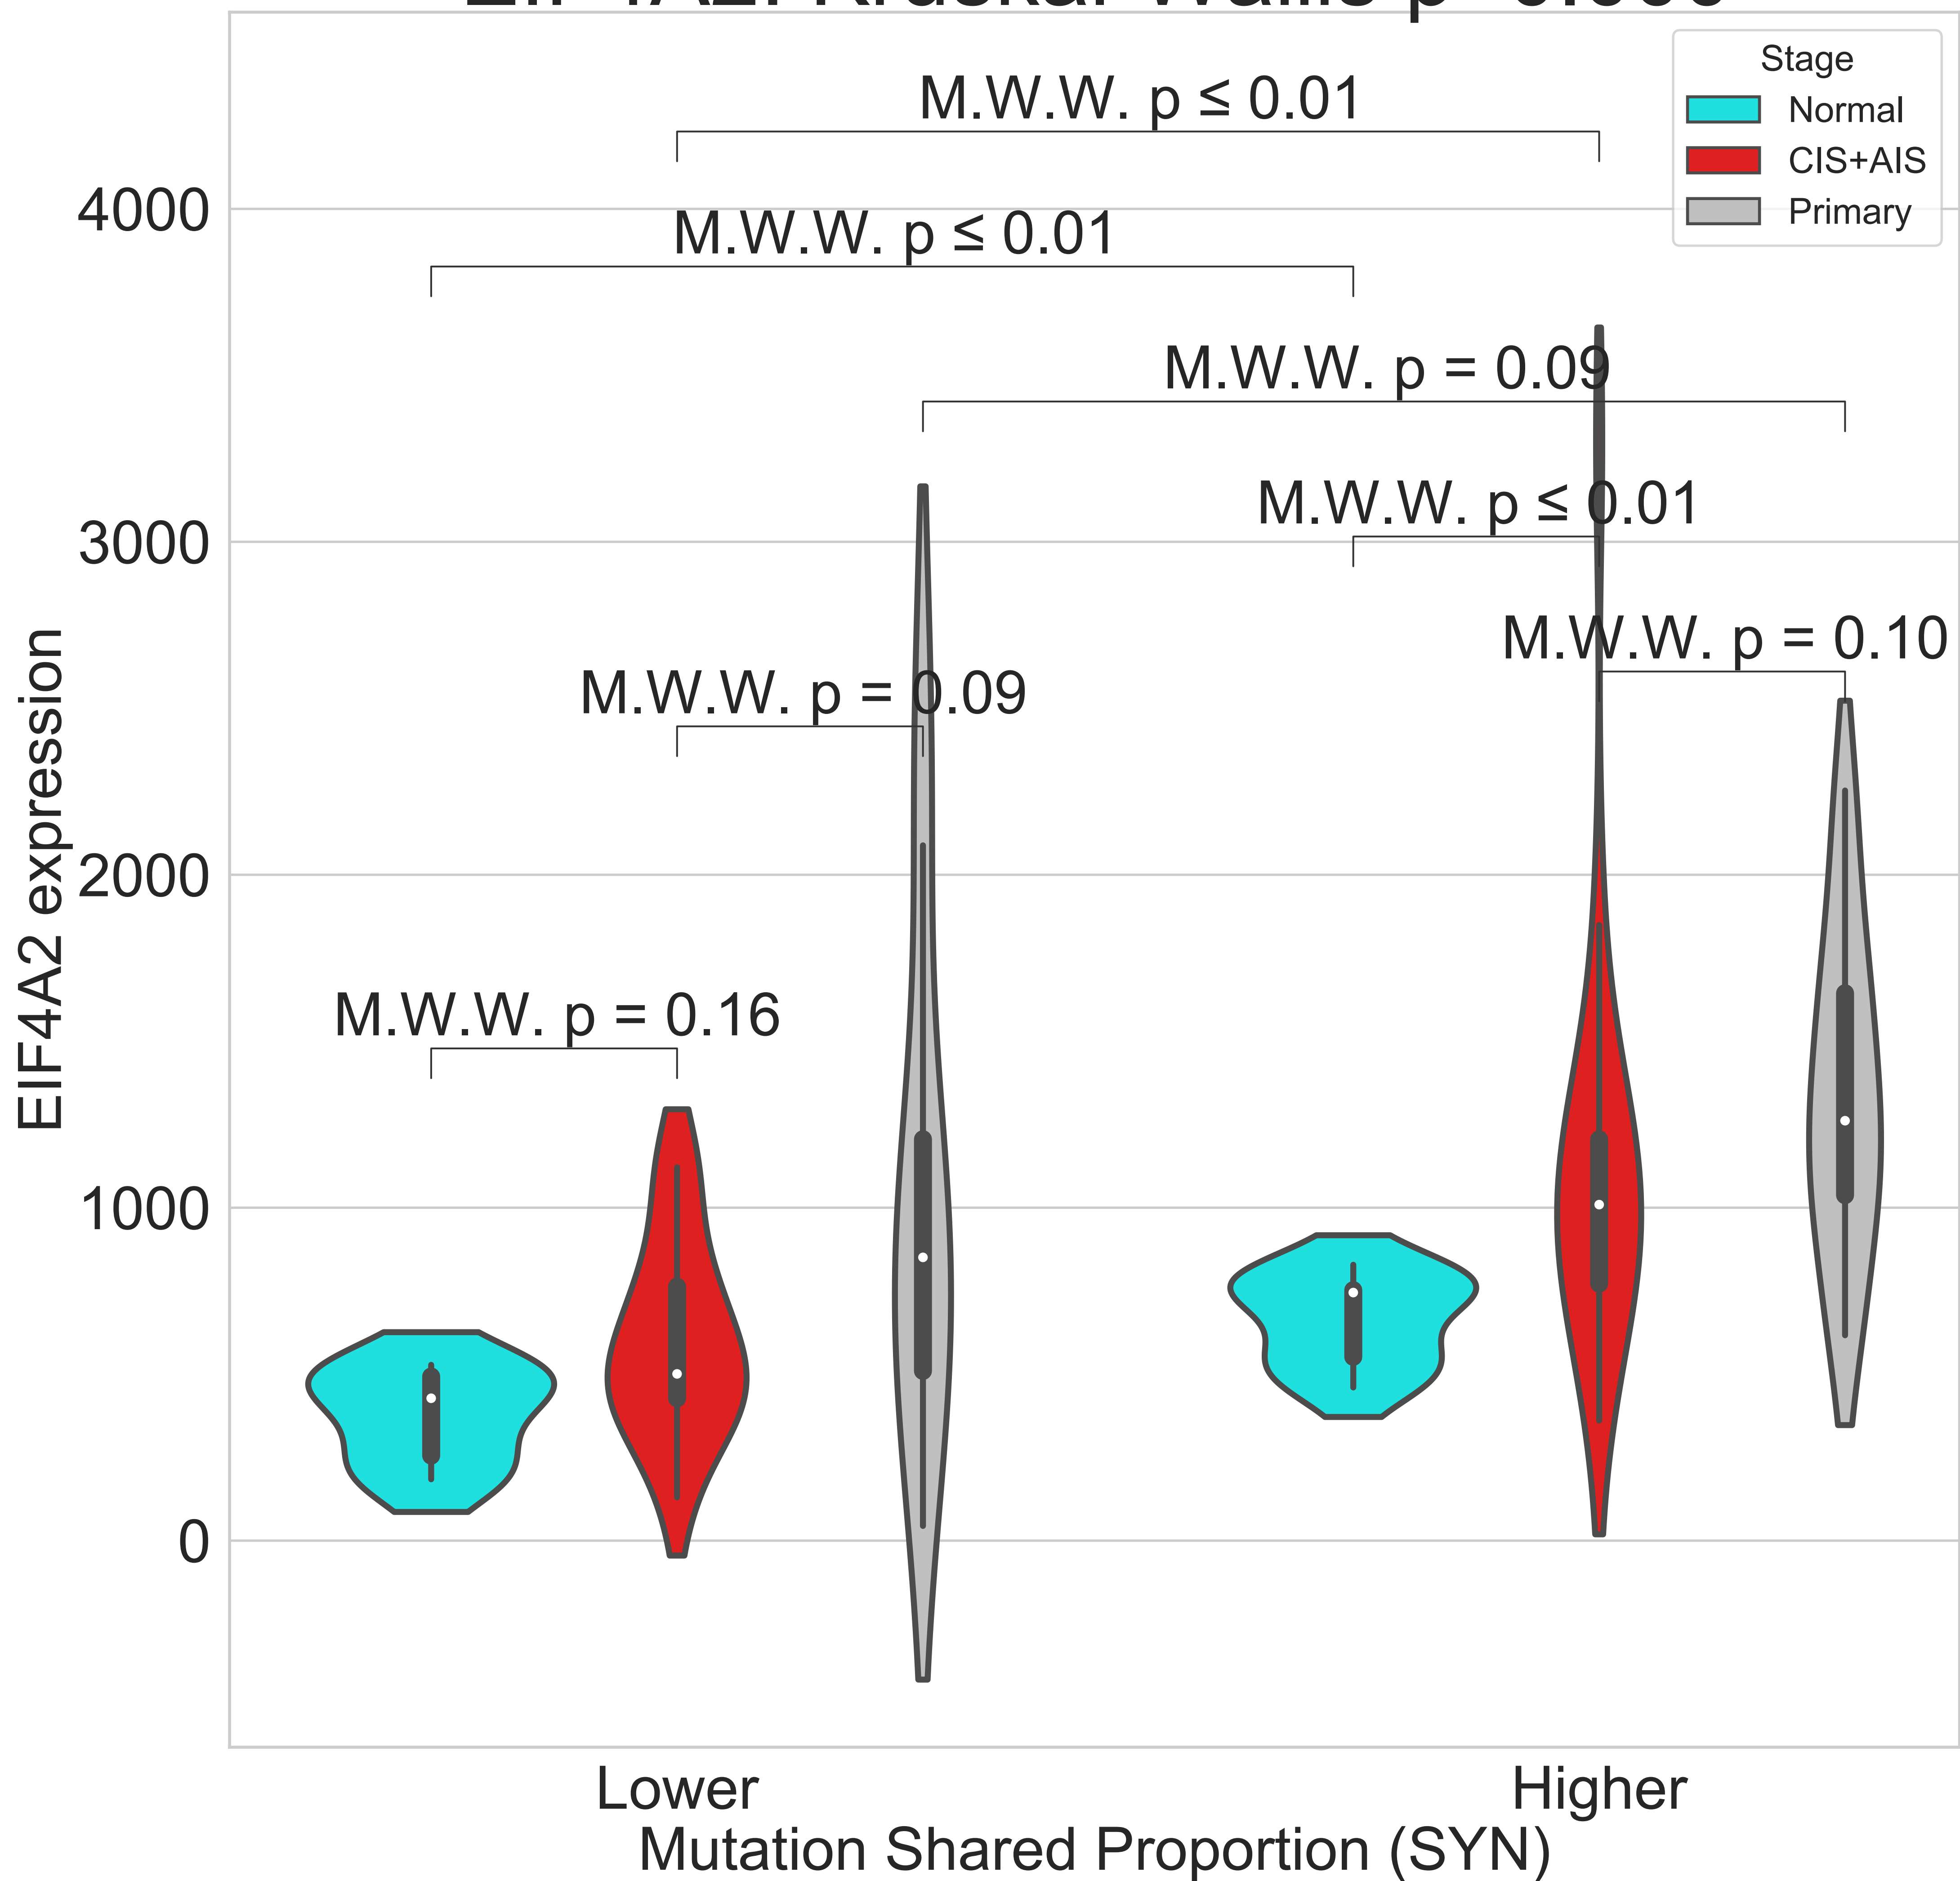 Stage
Normal
CIS+AIS
Primary
M.W.W. p ≤ 0.01
M.W.W. p ≤ 0.01
M.W.W. p = 0.09
M.W.W. p ≤ 0.01
M.W.W. p = 0.10
M.W.W. p = 0.09
M.W.W. p = 0.16
4000
3000
2000
1000
0
EIF4A2 expression
Lower
Higher
Mutation Shared Proportion (SYN)